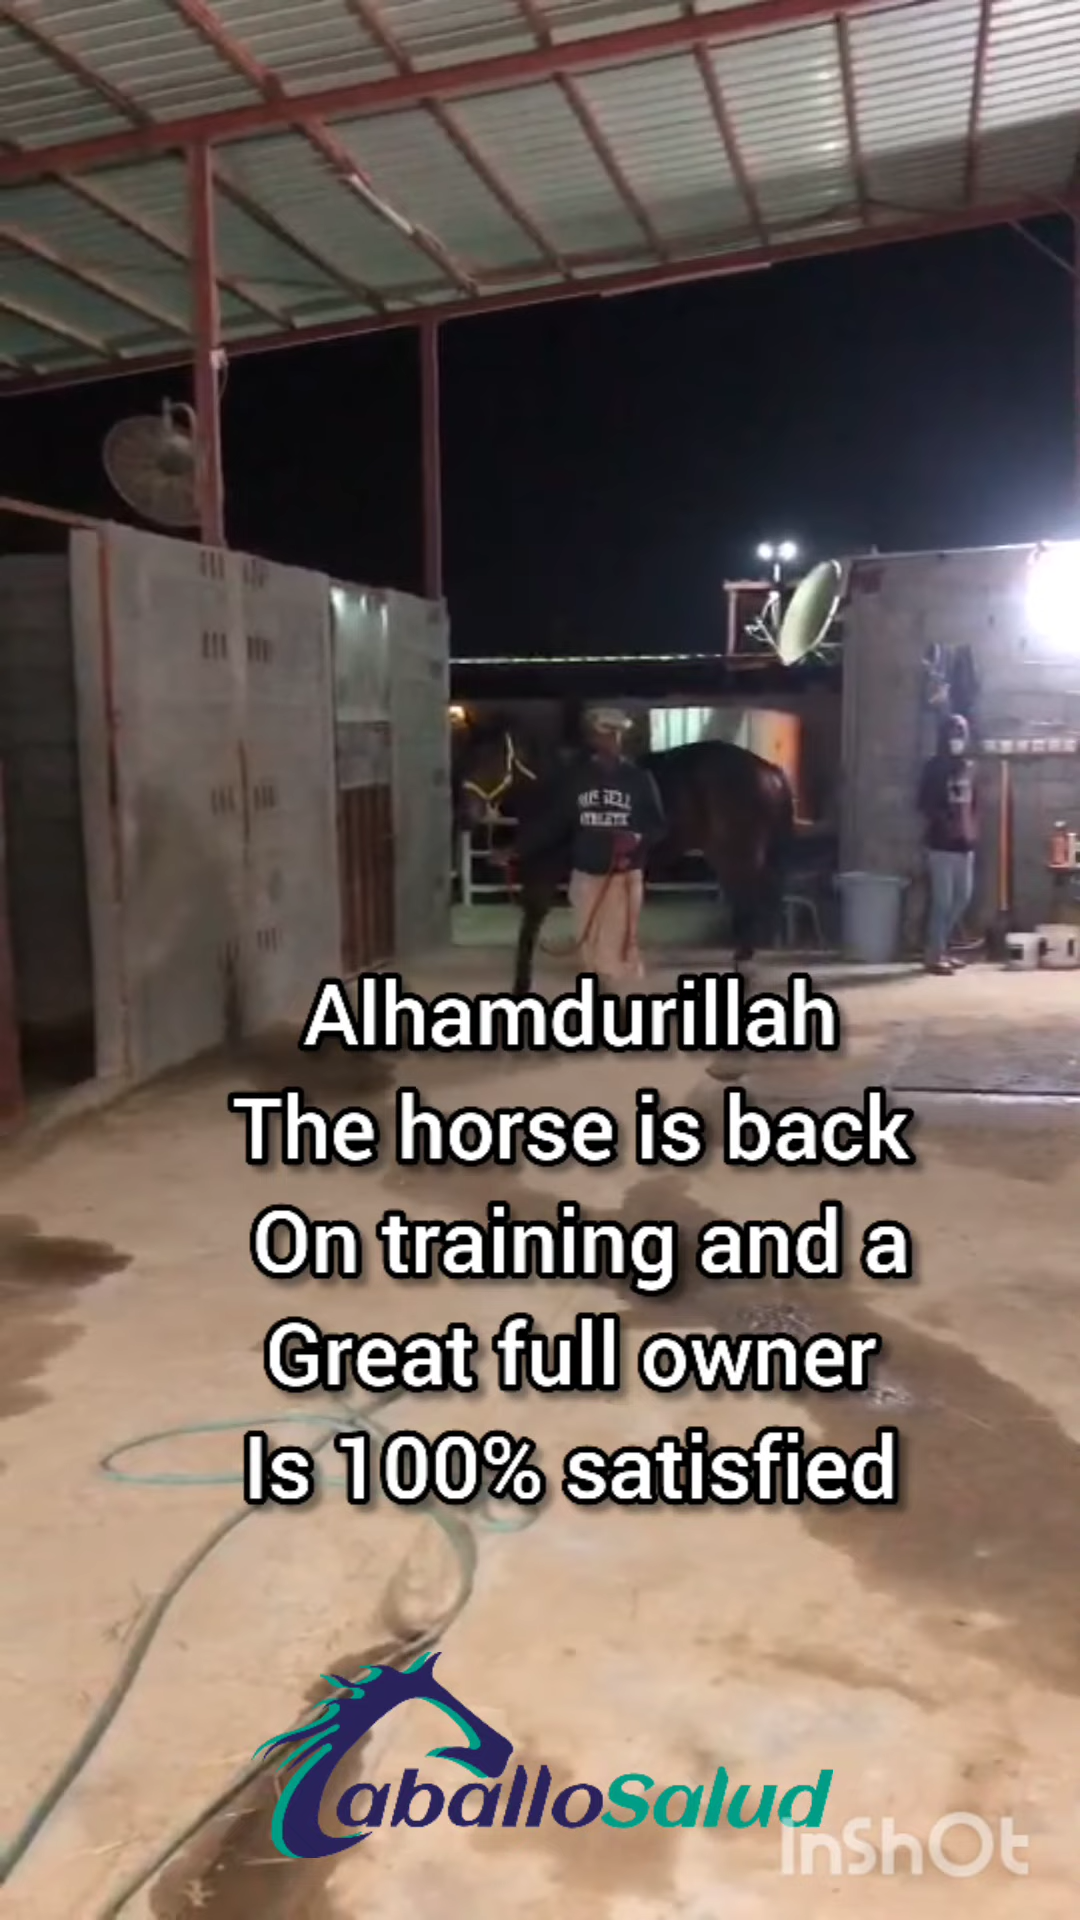 Alhamdurillah
The horse is back
On training and a
Great full owner
Is 100% satisfied
CaballoSalud
InShOt